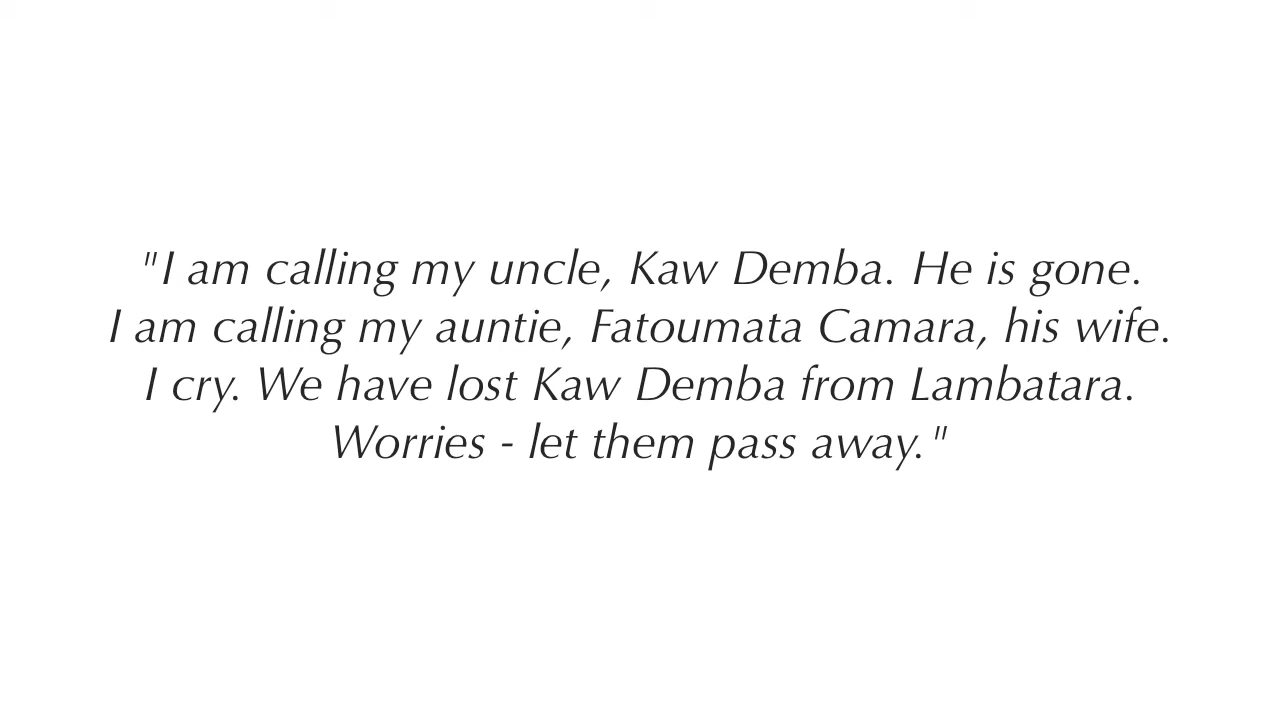 "I am calling my uncle, Kaw Demba. He is gone.
I am calling my auntie, Fatoumata Camara, his wife.
I cry. We have lost Kaw Demba from Lambatara.
Worries - let them pass away."